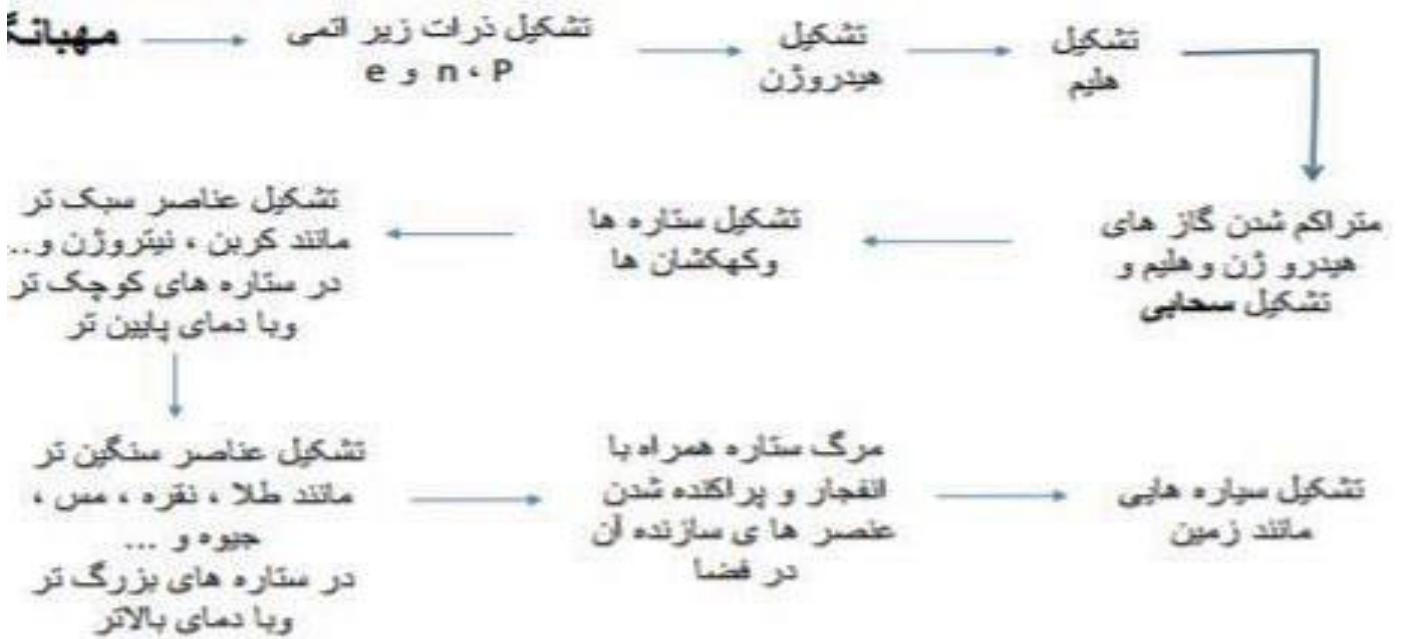 تشکیل ذرات زیر اتمی
e و n ، P
تشکیل
هیدروژن
تشکیل
هلیم
متراکم شدن گاز های
هیدرو ژن وهلیم و
تشکیل سحابی
تشکیل ستاره ها
وکهکشان ها
تشکیل عناصر سبک تر
مانند کربن ، نیتروژن و...
در ستاره های کوچک تر
وبا دمای پایین تر
تشکیل عناصر سنگین تر
مانند طلا ، نقره ، مس ،
جیوه و ...
در ستاره های بزرگ تر
وبا دمای بالاتر
مرگ ستاره همراه با
انفجار و پراکنده شدن
عنصر ها ی سازنده آن
در فضا
تشکیل سیاره هایی
مانند زمین